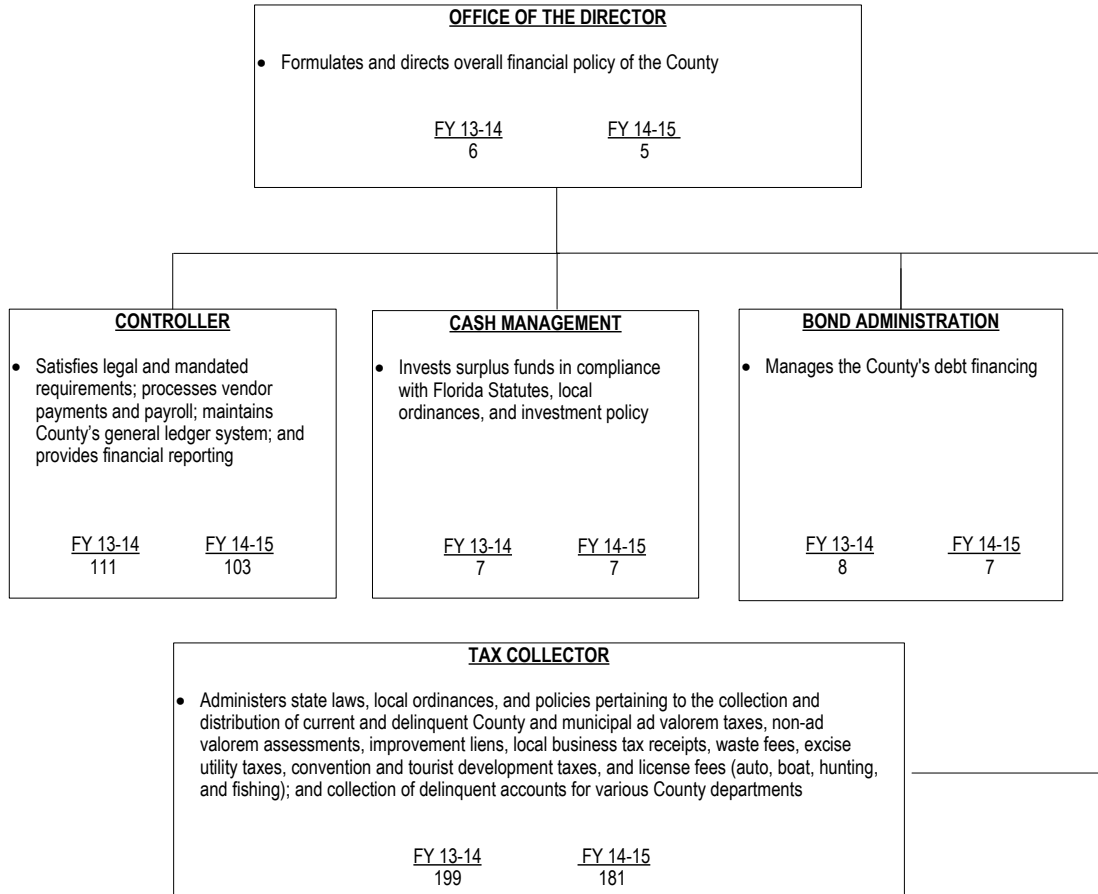 OFFICE OF THE DIRECTOR
• Formulates and directs overall financial policy of the County
FY 13-14 FY 14-15
6 5
CONTROLLER
• Satisfies legal and mandated
requirements; processes vendor
payments and payroll; maintains
County’s general ledger system; and
provides financial reporting
FY 13-14 FY 14-15
111 103
CASH MANAGEMENT
• Invests surplus funds in compliance
with Florida Statutes, local
ordinances, and investment policy
FY 13-14 FY 14-15
7 7
BOND ADMINISTRATION
• Manages the County's debt financing
FY 13-14 FY 14-15
8 7
TAX COLLECTOR
• Administers state laws, local ordinances, and policies pertaining to the collection and
distribution of current and delinquent County and municipal ad valorem taxes, non-ad
valorem assessments, improvement liens, local business tax receipts, waste fees, excise
utility taxes, convention and tourist development taxes, and license fees (auto, boat, hunting,
and fishing); and collection of delinquent accounts for various County departments
FY 13-14 FY 14-15
199 181